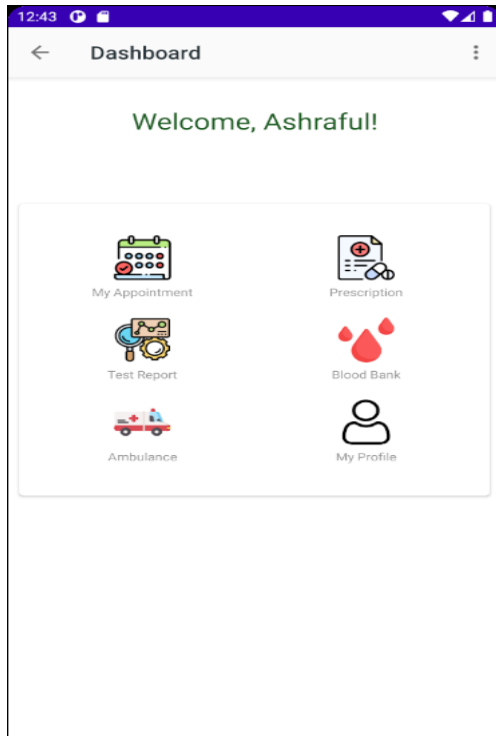 12:43
Dashboard
Welcome, Ashraful!
My Appointment
Prescription
Test Report
Blood Bank
Ambulance
My Profile